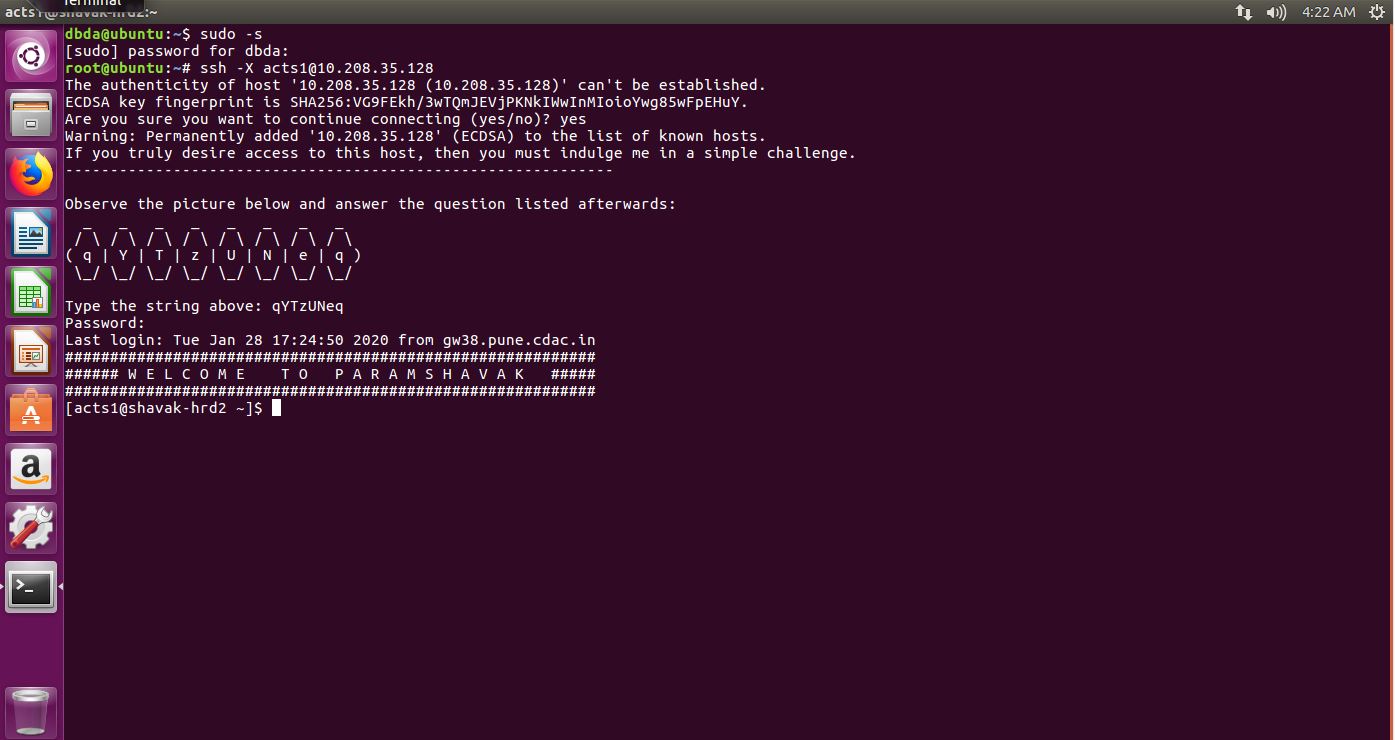 Terminal
acts1@shavak-hrd2:~
4:22 AM
dbda@ubuntu:~$ sudo -s
[sudo] password for dbda:
root@ubuntu:~# ssh -X acts1@10.208.35.128
The authenticity of host '10.208.35.128 (10.208.35.128)' can't be established.
ECDSA key fingerprint is SHA256:VG9FEkh/3wTQmJEVjPKNkIWwInMIoioYwg85wFpEHuY.
Are you sure you want to continue connecting (yes/no)? yes
Warning: Permanently added '10.208.35.128' (ECDSA) to the list of known hosts.
If you truly desire access to this host, then you must indulge me in a simple challenge.
-------------------------------------------------------------
Observe the picture below and answer the question listed afterwards:
  _   _   _   _   _   _   _   _
 / \ / \ / \ / \ / \ / \ / \ / \
( q | Y | T | z | U | N | e | q )
 \_/ \_/ \_/ \_/ \_/ \_/ \_/ \_/
Type the string above: qYTzUNeq
Password:
Last login: Tue Jan 28 17:24:50 2020 from gw38.pune.cdac.in
###########################################################
###### W E L C O M E    T O   P A R A M S H A V A K   #####
###########################################################
[acts1@shavak-hrd2 ~]$